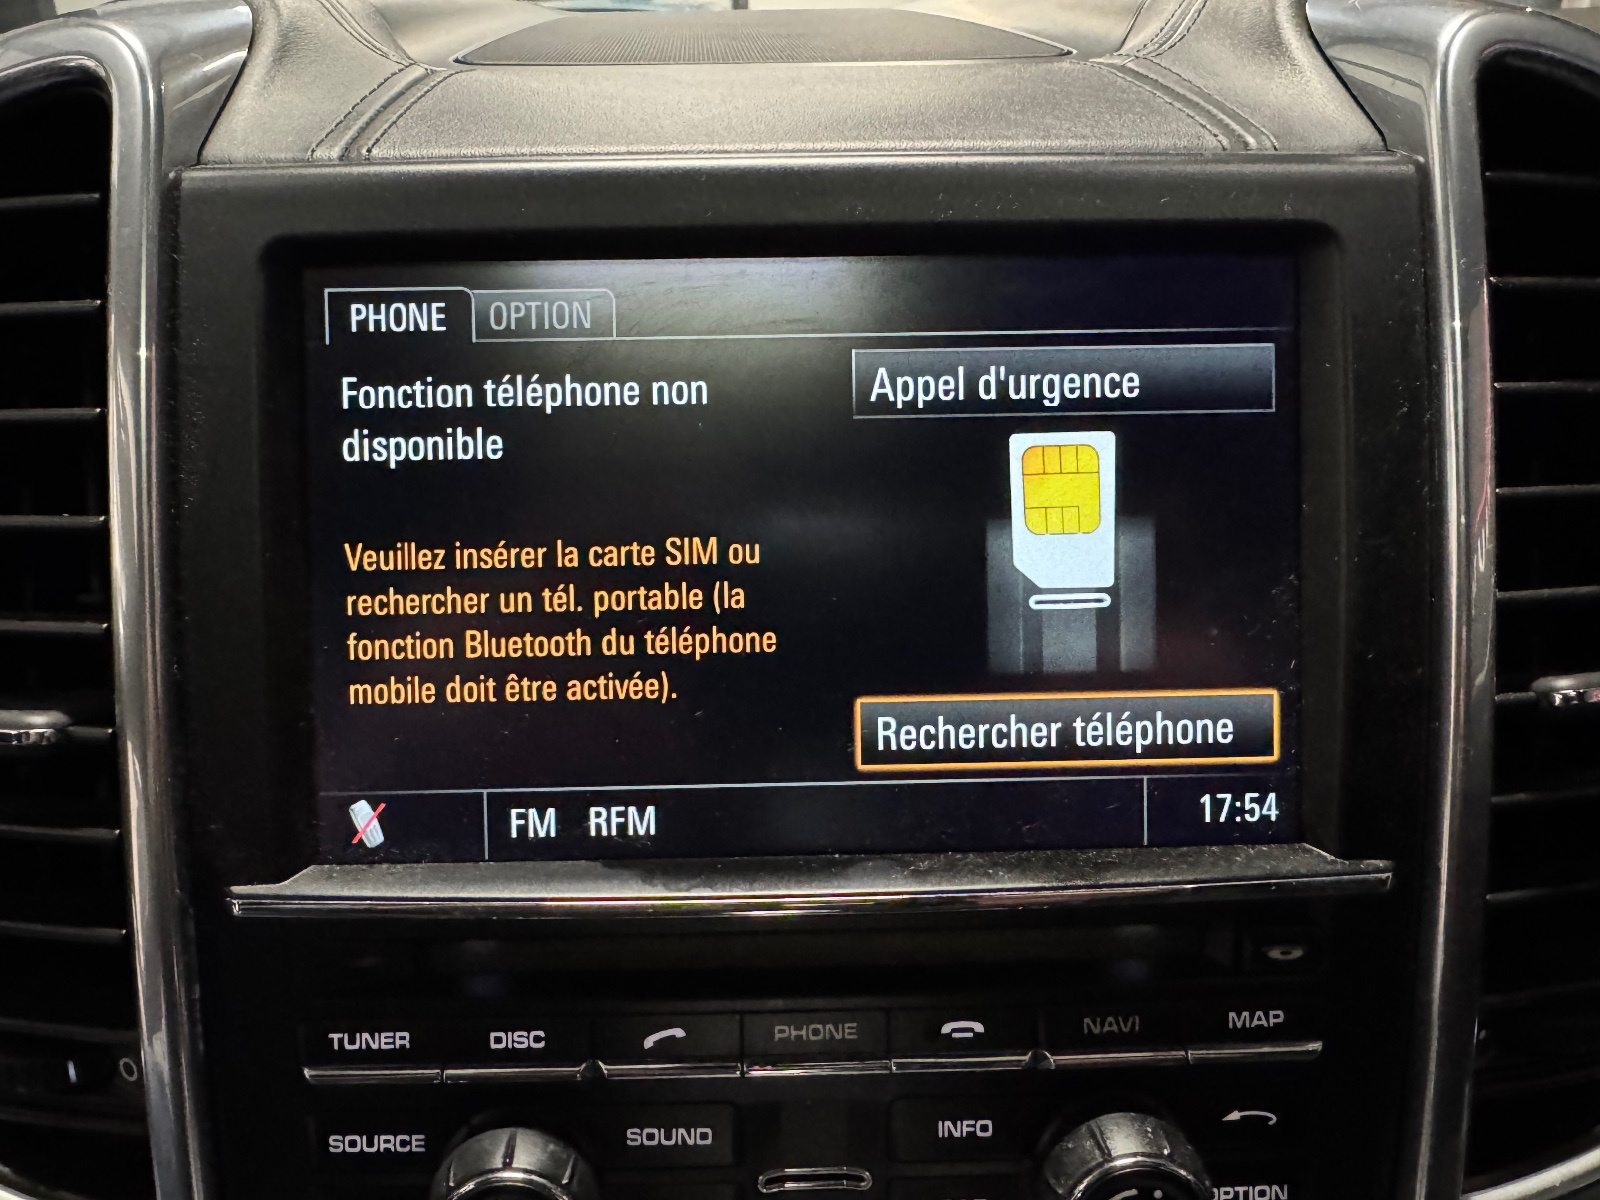 PHONE OPTION
Fonction téléphone non
disponible
Appel d'urgence
Veuillez insérer la carte SIM ou
rechercher un tél. portable (la
fonction Bluetooth du téléphone
mobile doit être activée).
Rechercher téléphone
FM RFM 17:54
TUNER DISC PHONE NAVI MAP
SOURCE SOUND INFO
OPTION